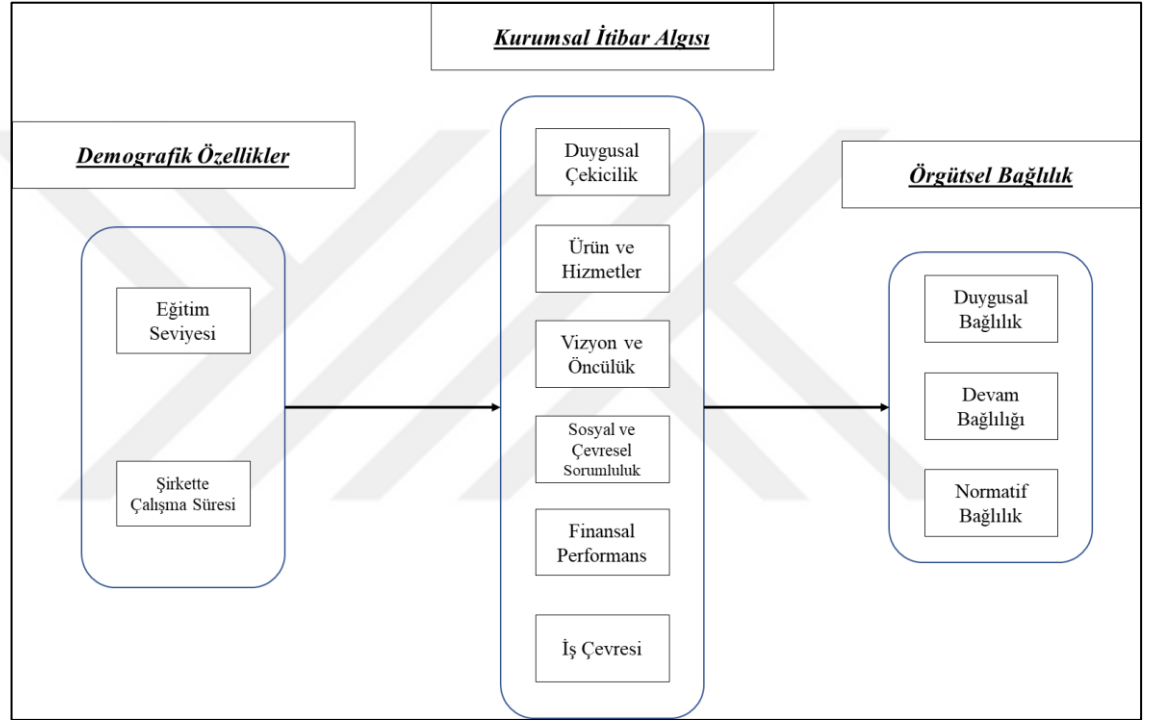 Kurumsal İtibar Algısı
Demografik Özellikler
Eğitim
Seviyesi
Şirkette
Çalışma Süresi
Duygusal
Çekicilik
Ürün ve
Hizmetler
Vizyon ve
Öncülük
Sosyal ve
Çevresel
Sorumluluk
Finansal
Performans
İş Çevresi
Örgütsel Bağlılık
Duygusal
Bağlılık
Devam
Bağlılığı
Normatif
Bağlılık